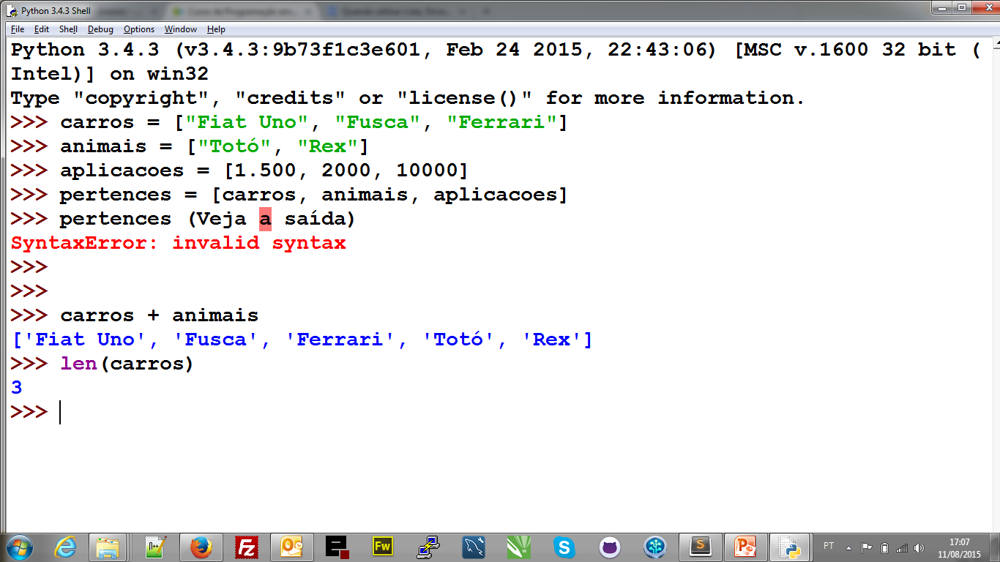 Python 3.4.3 Shell
File Edit Shell Debug Options Window Help
Python 3.4.3 (v3.4.3:9b73f1c3e601, Feb 24 2015, 22:43:06) [MSC v.1600 32 bit (
Intel)] on win32
Type "copyright", "credits" or "license()" for more information.
>>> carros = ["Fiat Uno", "Fusca", "Ferrari"]
>>> animais = ["Totó", "Rex"]
>>> aplicacoes = [1.500, 2000, 10000]
>>> pertences = [carros, animais, aplicacoes]
>>> pertences (Veja a saída)
SyntaxError: invalid syntax
>>>
>>>
>>> carros + animais
['Fiat Uno', 'Fusca', 'Ferrari', 'Totó', 'Rex']
>>> len(carros)
3
>>>
Fz
Fw
S
PT
17:07
11/08/2015